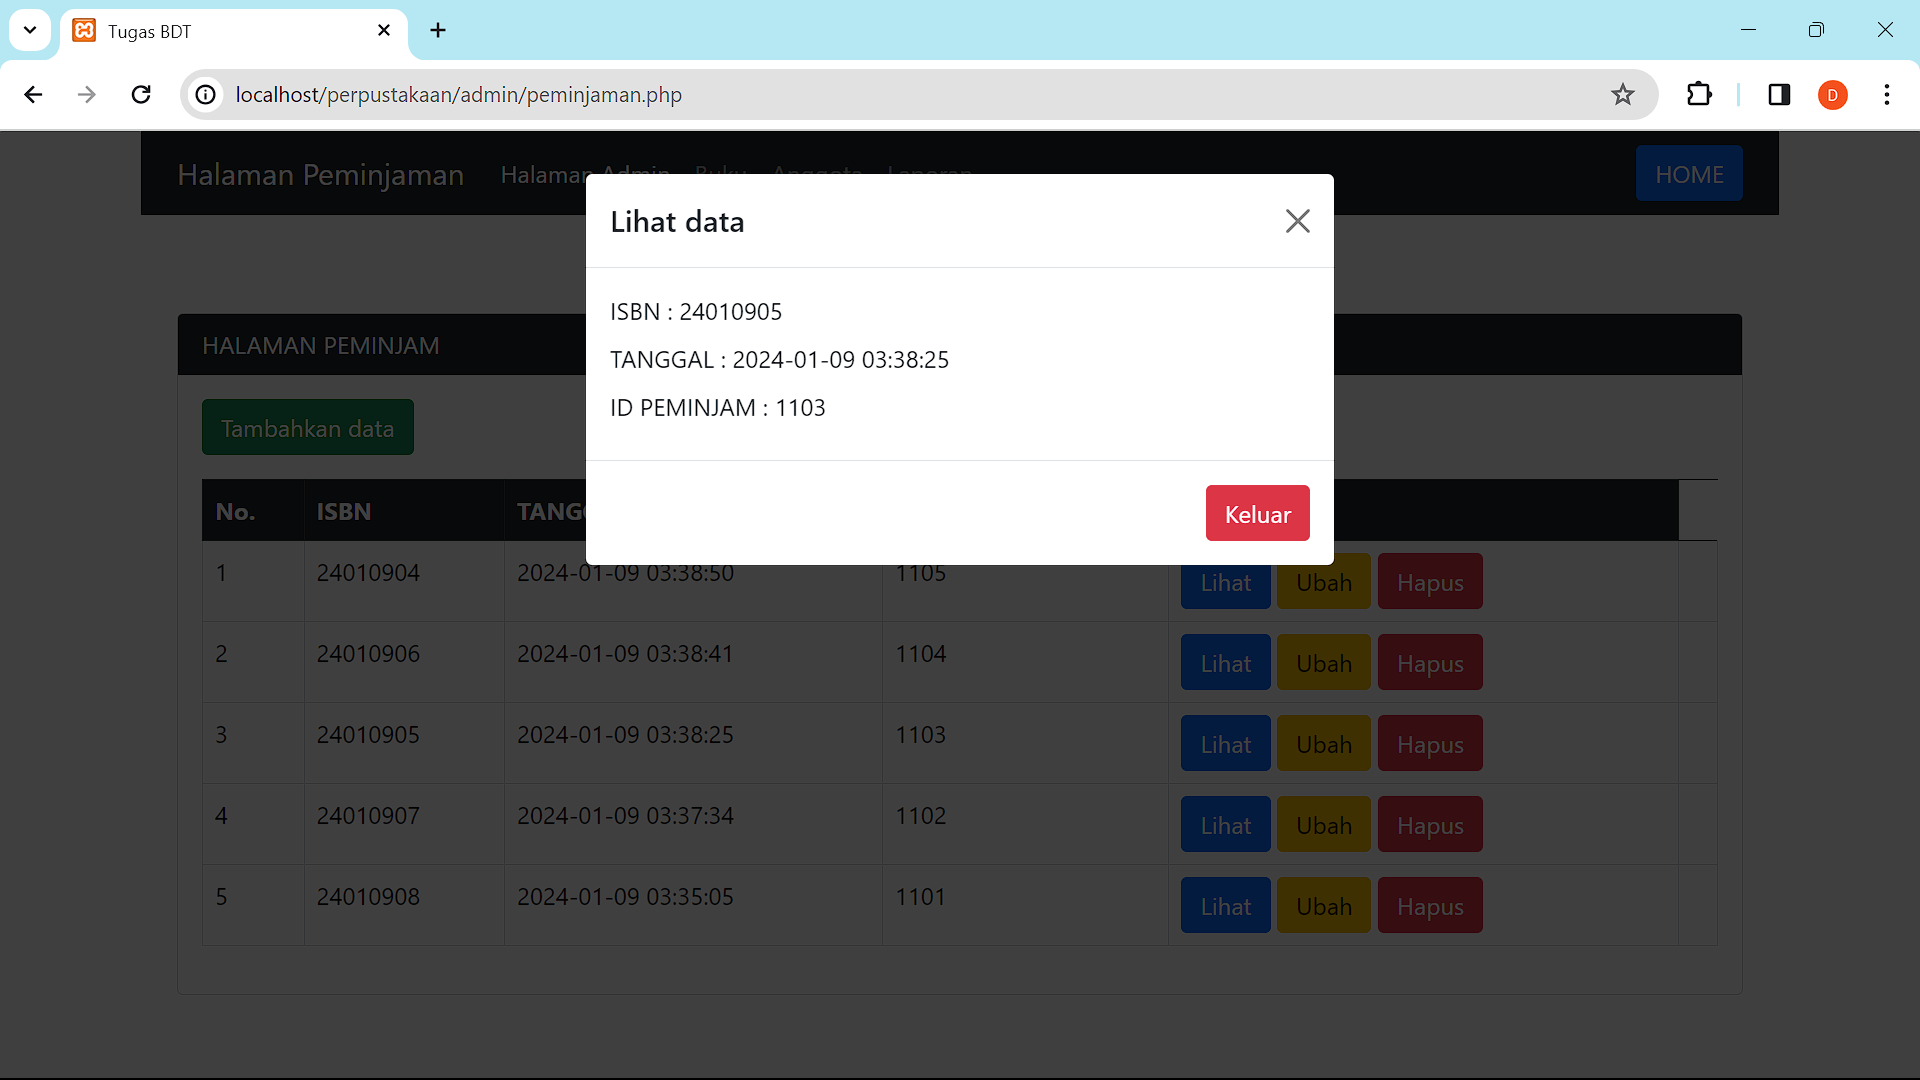 Tugas BDT
localhost/perpustakaan/admin/peminjaman.php
D
Halaman Peminjaman Halaman Admin Buku Anggota Laporan HOME
Lihat data
ISBN : 24010905
TANGGAL : 2024-01-09 03:38:25
ID PEMINJAM : 1103
Keluar
HALAMAN PEMINJAM
Tambahkan data
No. ISBN
1 24010904 2024-01-09 03:38:50 1105 Lihat Ubah Hapus
2 24010906 2024-01-09 03:38:41 1104 Lihat Ubah Hapus
3 24010905 2024-01-09 03:38:25 1103 Lihat Ubah Hapus
4 24010907 2024-01-09 03:37:34 1102 Lihat Ubah Hapus
5 24010908 2024-01-09 03:35:05 1101 Lihat Ubah Hapus